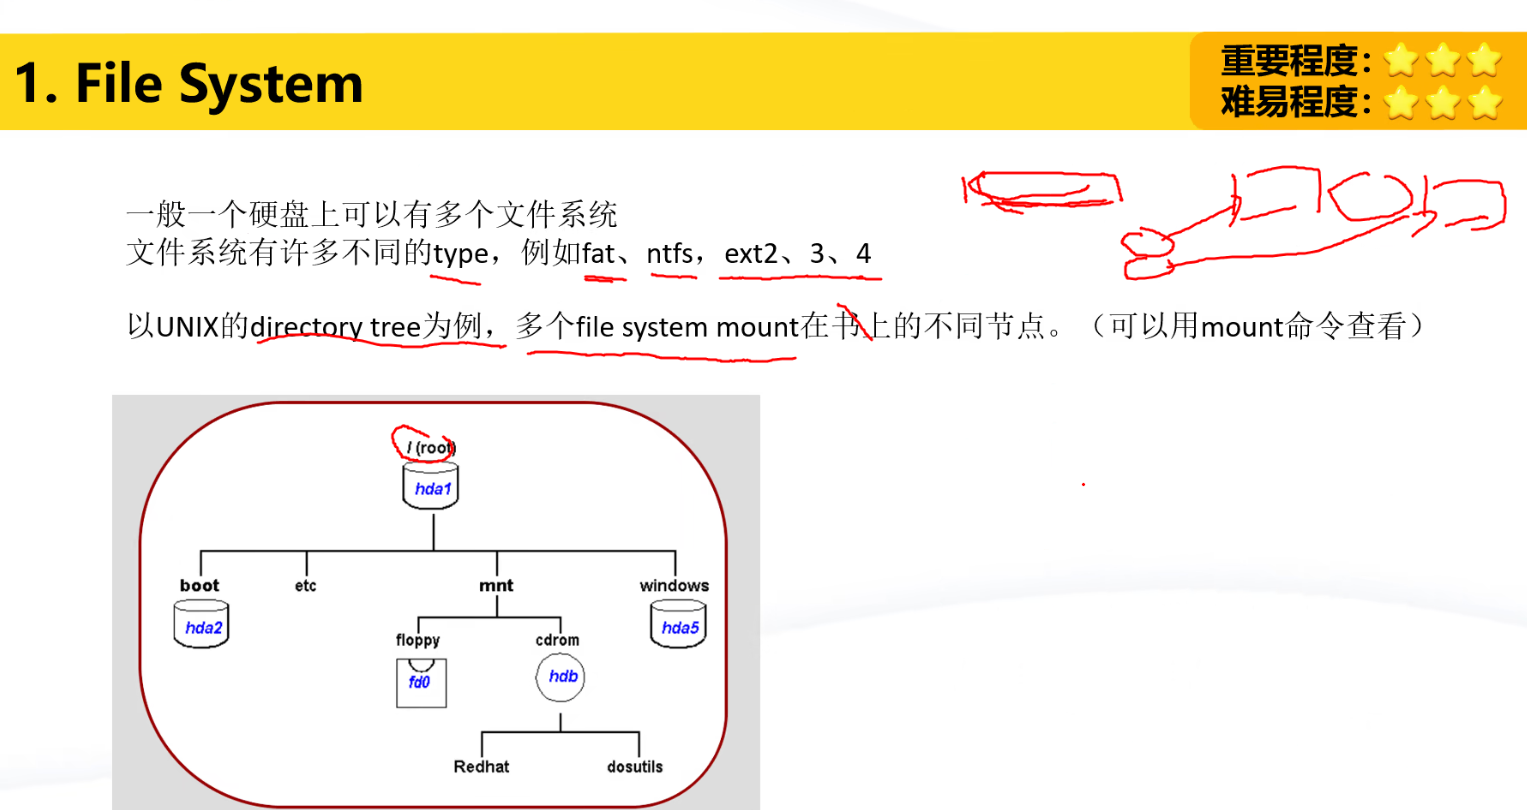 1. File System
重要程度：
难易程度：
一般一个硬盘上可以有多个文件系统
文件系统有许多不同的type，例如fat、ntfs，ext2、3、4
以UNIX的directory tree为例，多个file system mount在书上的不同节点。（可以用mount命令查看）
/ (root)
hda1
boot
etc
mnt
windows
hda2
hda5
floppy
cdrom
fd0
hdb
Redhat
dosutils